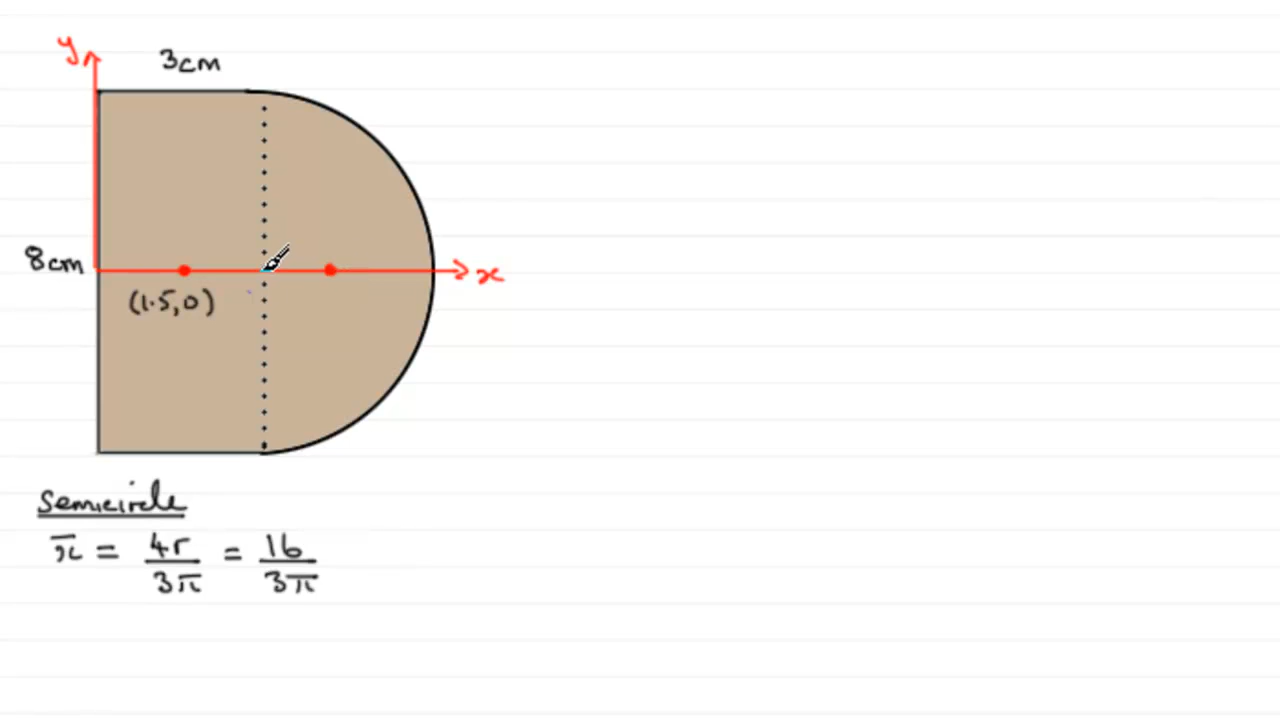 y
3cm
8cm
x
(1.5,0)
Semicircle
x̄ = 4r/3π = 16/3π